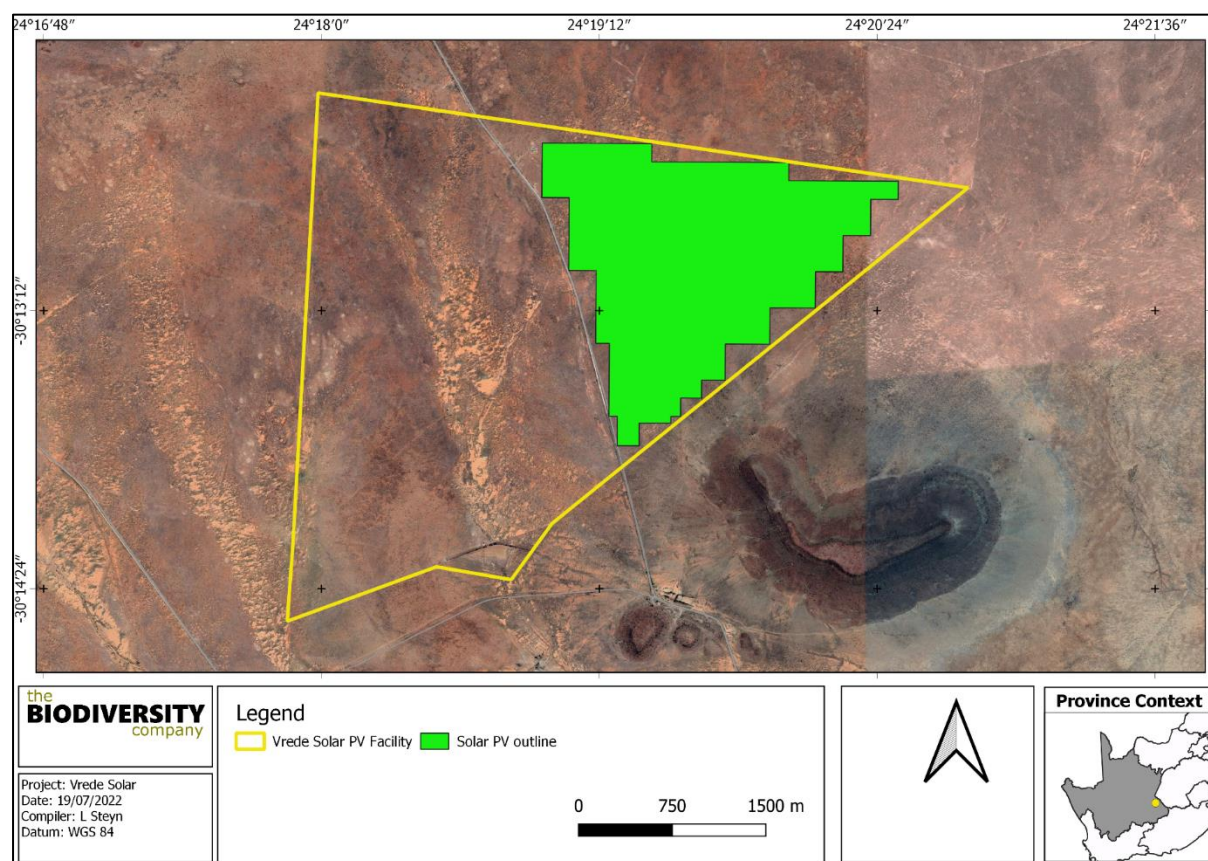 24°16′48″ 24°18′0″ 24°19′12″ 24°20′24″ 24°21′36″
-30°13′12″
-30°14′24″
the
BIODIVERSITY
company
Project: Vrede Solar
Date: 19/07/2022
Compiler: L Steyn
Datum: WGS 84
Legend
Vrede Solar PV Facility Solar PV outline
0 750 1500 m
Province Context